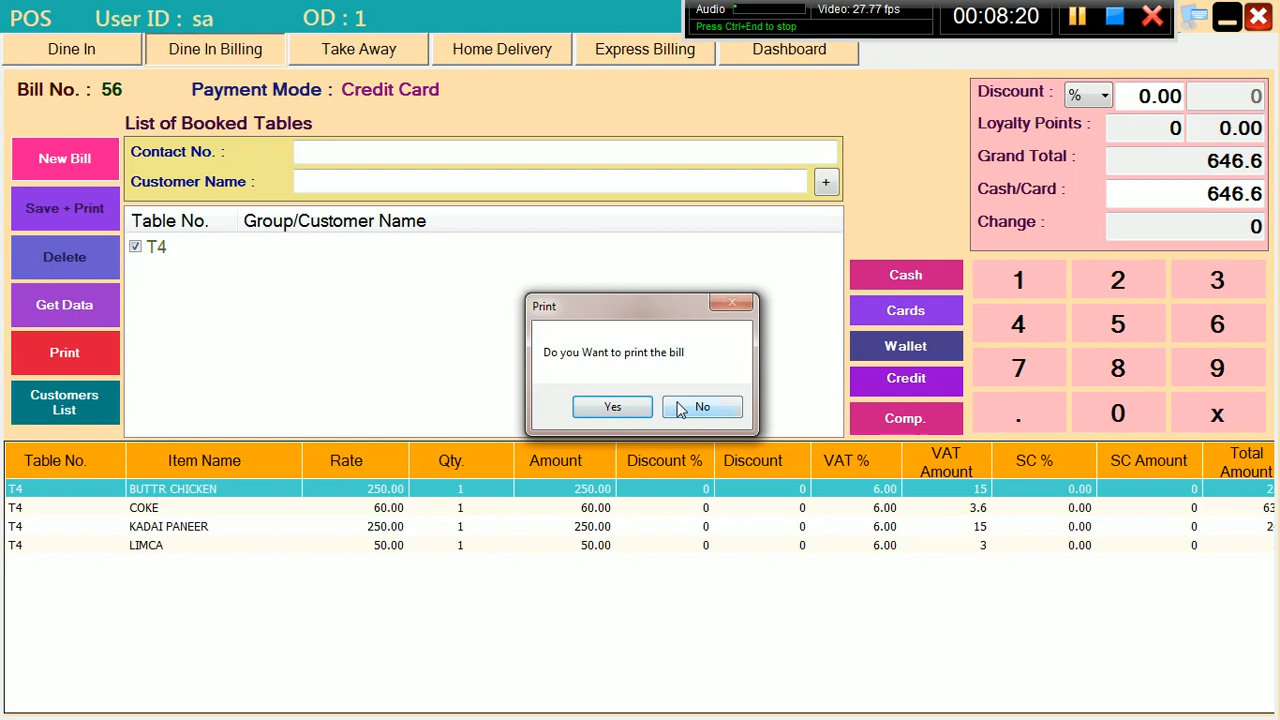 POS User ID : sa OD : 1
Audio Video: 27.77 fps 00:08:20
Press Ctrl+End to stop
Dine In Dine In Billing Take Away Home Delivery Express Billing Dashboard
Bill No. : 56 Payment Mode : Credit Card
List of Booked Tables
Contact No. :
Customer Name : +
Table No. Group/Customer Name
T4
New Bill
Save + Print
Delete
Get Data
Print
Customers
List
Print
Do you Want to print the bill
Yes No
Discount : % 0.00 0
Loyalty Points : 0 0.00
Grand Total : 646.6
Cash/Card : 646.6
Change : 0
Cash
Cards
Wallet
Credit
Comp.
1 2 3
4 5 6
7 8 9
. 0 x
Table No. Item Name Rate Qty. Amount Discount % Discount VAT % VAT Amount SC % SC Amount Total Amount
T4 BUTTR CHICKEN 250.00 1 250.00 0 0 6.00 15 0.00 0 2
T4 COKE 60.00 1 60.00 0 0 6.00 3.6 0.00 0 63
T4 KADAI PANEER 250.00 1 250.00 0 0 6.00 15 0.00 0 2
T4 LIMCA 50.00 1 50.00 0 0 6.00 3 0.00 0